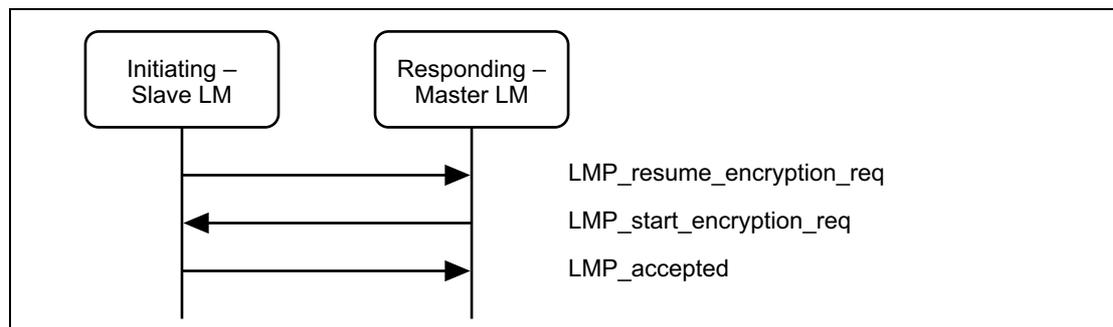 Initiating –
Slave LM
Responding –
Master LM
LMP_resume_encryption_req
LMP_start_encryption_req
LMP_accepted